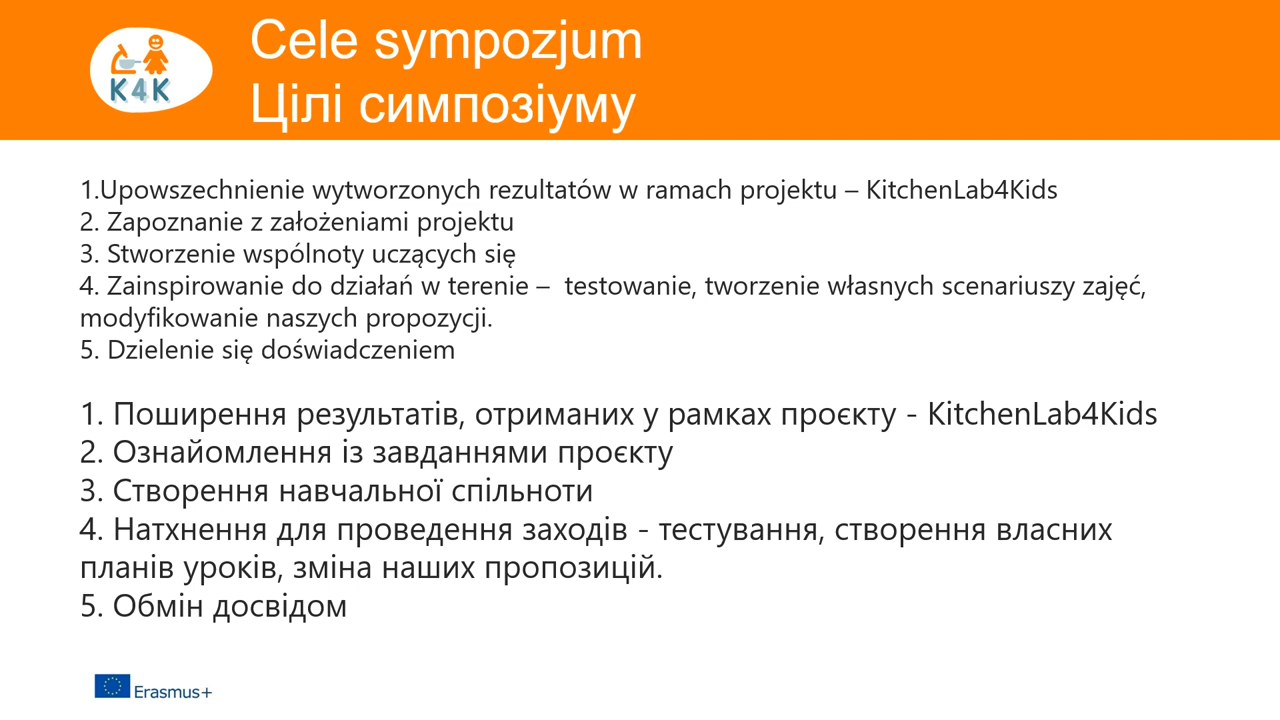 K4K
Cele sympozjum
Цілі симпозіуму
1.Upowszechnienie wytworzonych rezultatów w ramach projektu – KitchenLab4Kids
2. Zapoznanie z założeniami projektu
3. Stworzenie wspólnoty uczących się
4. Zainspirowanie do działań w terenie –  testowanie, tworzenie własnych scenariuszy zajęć,
modyfikowanie naszych propozycji.
5. Dzielenie się doświadczeniem
1. Поширення результатів, отриманих у рамках проєкту - KitchenLab4Kids
2. Ознайомлення із завданнями проєкту
3. Створення навчальної спільноти
4. Натхнення для проведення заходів - тестування, створення власних
планів уроків, зміна наших пропозицій.
5. Обмін досвідом
Erasmus+